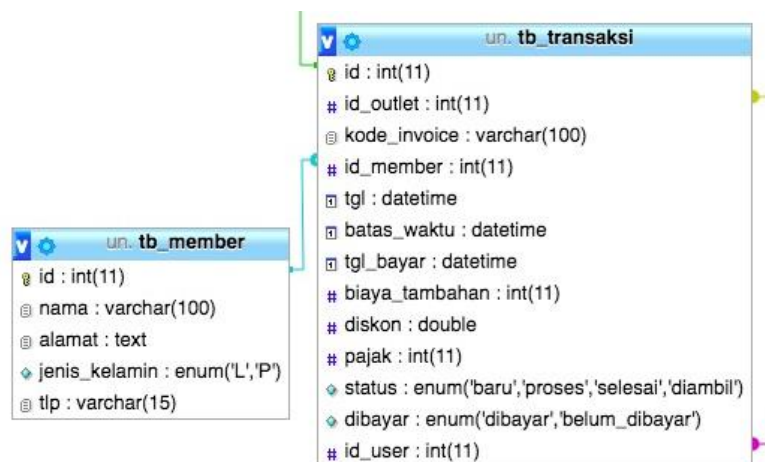 un. tb_transaksi
id : int(11)
id_outlet : int(11)
kode_invoice : varchar(100)
id_member : int(11)
tgl : datetime
batas_waktu : datetime
tgl_bayar : datetime
biaya_tambahan : int(11)
diskon : double
pajak : int(11)
status : enum('baru','proses','selesai','diambil')
dibayar : enum('dibayar','belum_dibayar')
id_user : int(11)
un. tb_member
id : int(11)
nama : varchar(100)
alamat : text
jenis_kelamin : enum('L','P')
tlp : varchar(15)